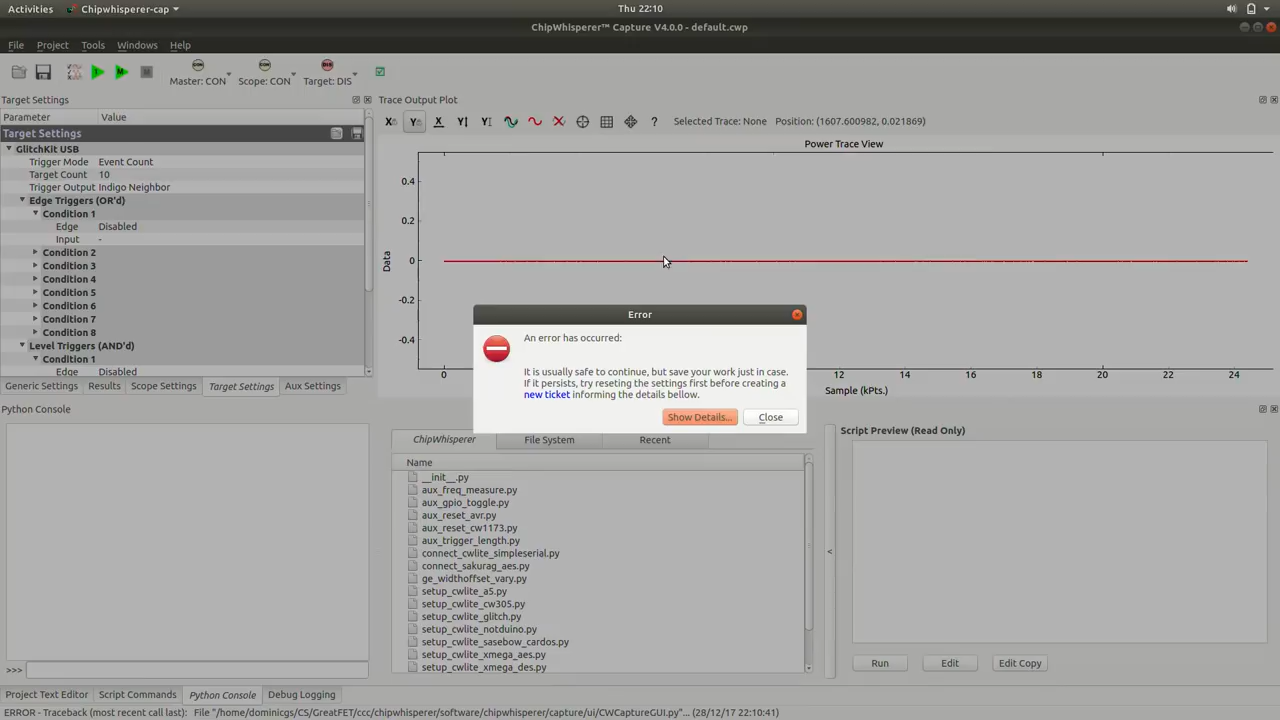 Activities ChipWhisperer-cap Thu 22:10
ChipWhisperer™ Capture V4.0.0 - default.cwp
File Project Tools Windows Help
Master: CON Scope: CON Target: DIS
Target Settings
Parameter Value
Target Settings
GlitchKit USB
Trigger Mode Event Count
Target Count 10
Trigger Output Indigo Neighbor
Edge Triggers (OR'd)
Condition 1
Edge Disabled
Input -
Condition 2
Condition 3
Condition 4
Condition 5
Condition 6
Condition 7
Condition 8
Level Triggers (AND'd)
Condition 1
Edge Disabled
Generic Settings Results Scope Settings Target Settings Aux Settings
Trace Output Plot
Selected Trace: None Position: (1607.600982, 0.021869)
Power Trace View
0.4
0.2
0
-0.2
-0.4
Data
0 12 14 16 18 20 22 24
Sample (kPts.)
Error
An error has occurred:
It is usually safe to continue, but save your work just in case.
If it persists, try reseting the settings first before creating a
new ticket informing the details bellow.
Show Details... Close
Python Console
>>>
ChipWhisperer File System Recent
Name
__init__.py
aux_freq_measure.py
aux_gpio_toggle.py
aux_reset_avr.py
aux_reset_cw1173.py
aux_trigger_length.py
connect_cwlite_simpleserial.py
connect_sakurag_aes.py
ge_widthoffset_vary.py
setup_cwlite_a5.py
setup_cwlite_cw305.py
setup_cwlite_glitch.py
setup_cwlite_notduino.py
setup_cwlite_sasebow_cardos.py
setup_cwlite_xmega_aes.py
setup_cwlite_xmega_des.py
<
Script Preview (Read Only)
Run Edit Edit Copy
Project Text Editor Script Commands Python Console Debug Logging
ERROR - Traceback (most recent call last): File "/home/dominicgs/CS/GreatFET/ccc/chipwhisperer/software/chipwhisperer/capture/ui/CWCaptureGUI.py"... (28/12/17 22:10:41)